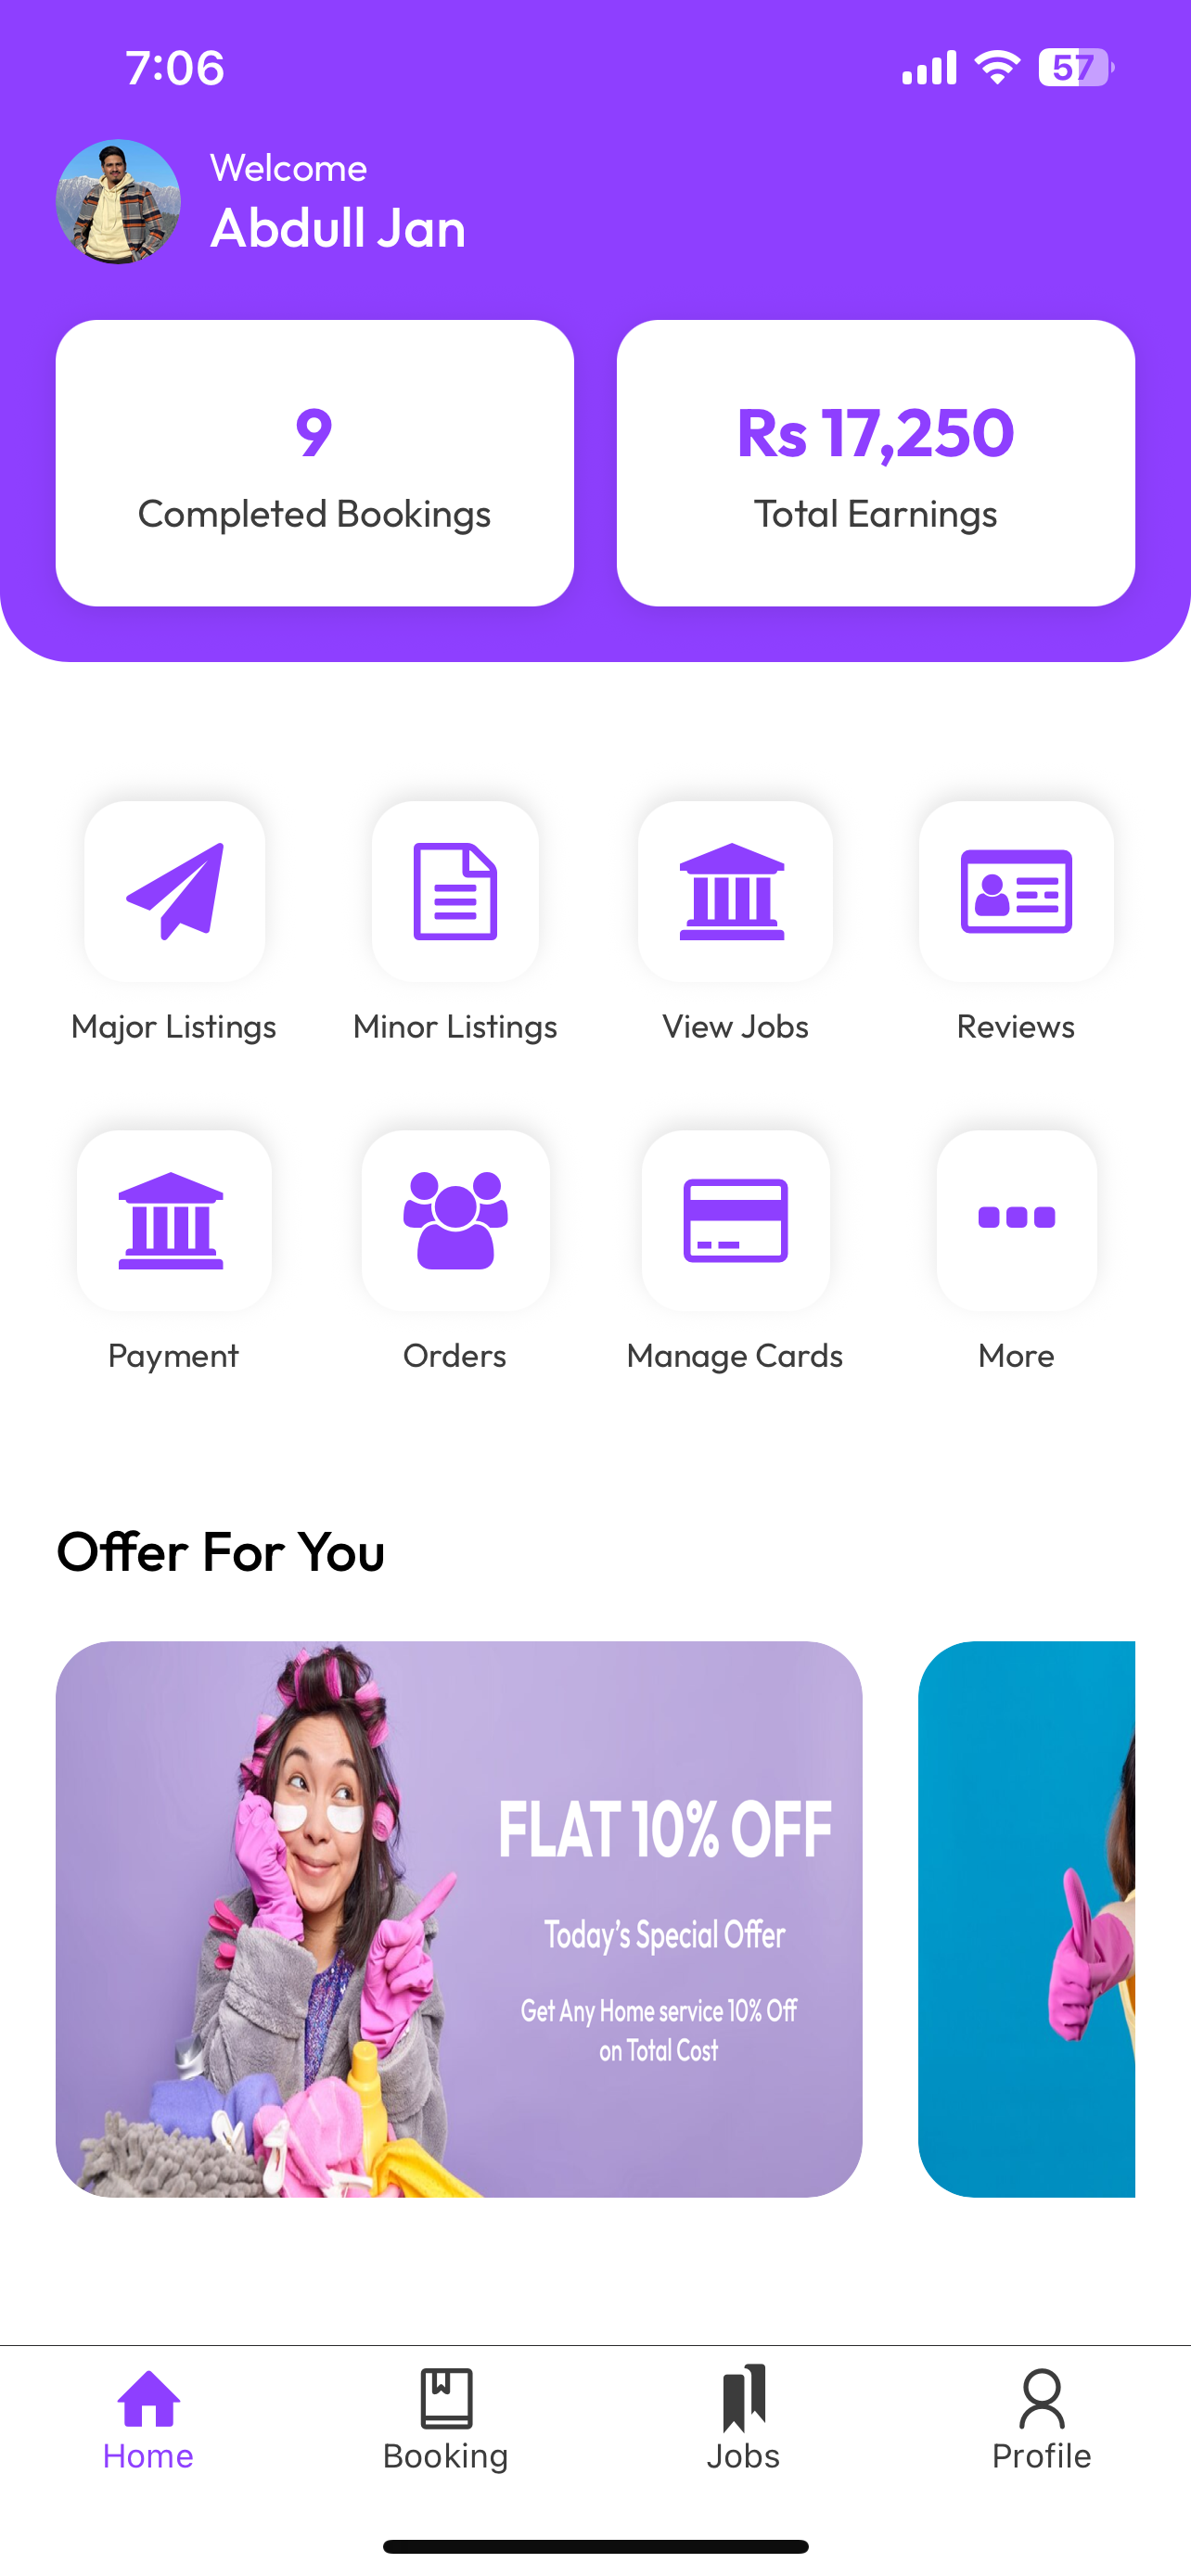 7:06
57
Welcome
Abdull Jan
9
Rs 17,250
Completed Bookings
Total Earnings
Major Listings
Minor Listings
View Jobs
Reviews
Payment
Orders
Manage Cards
More
Offer For You
FLAT 10% OFF
Today's Special Offer
Get Any Home service 10% Off
on Total Cost
Home
Booking
Jobs
Profile